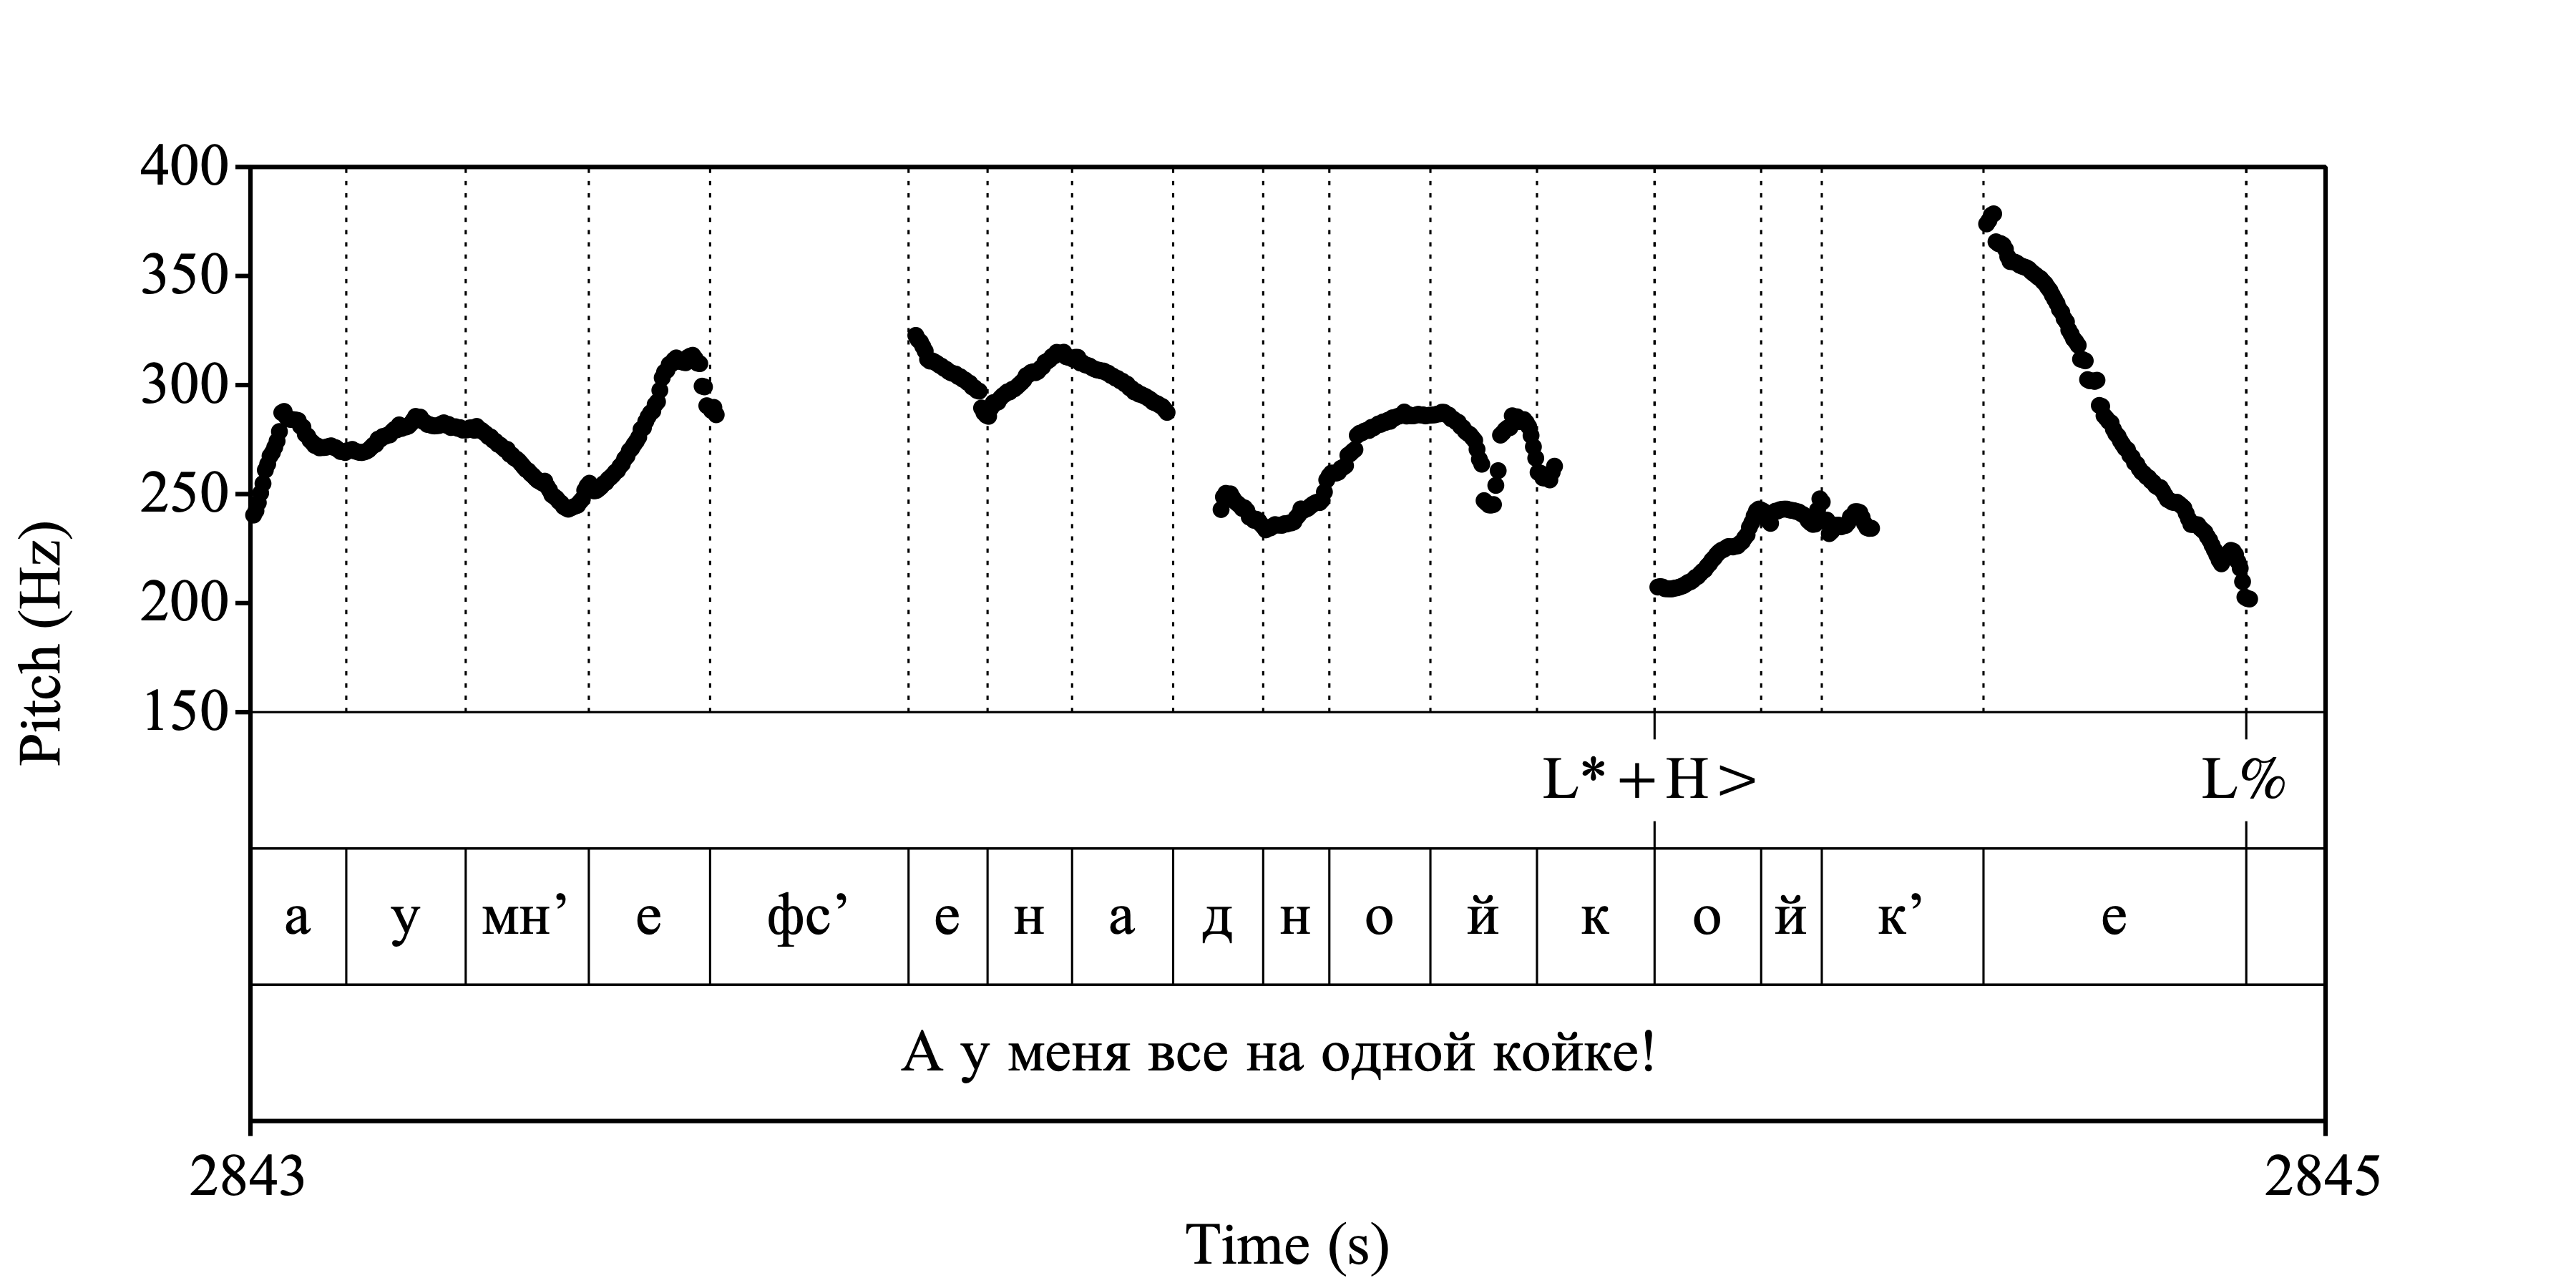 400
350
300
250
200
150
Pitch (Hz)
L*+H> L%
а у мн’ е фс’ е н а д н о й к о й к’ е
А у меня все на одной койке!
2843 2845
Time (s)